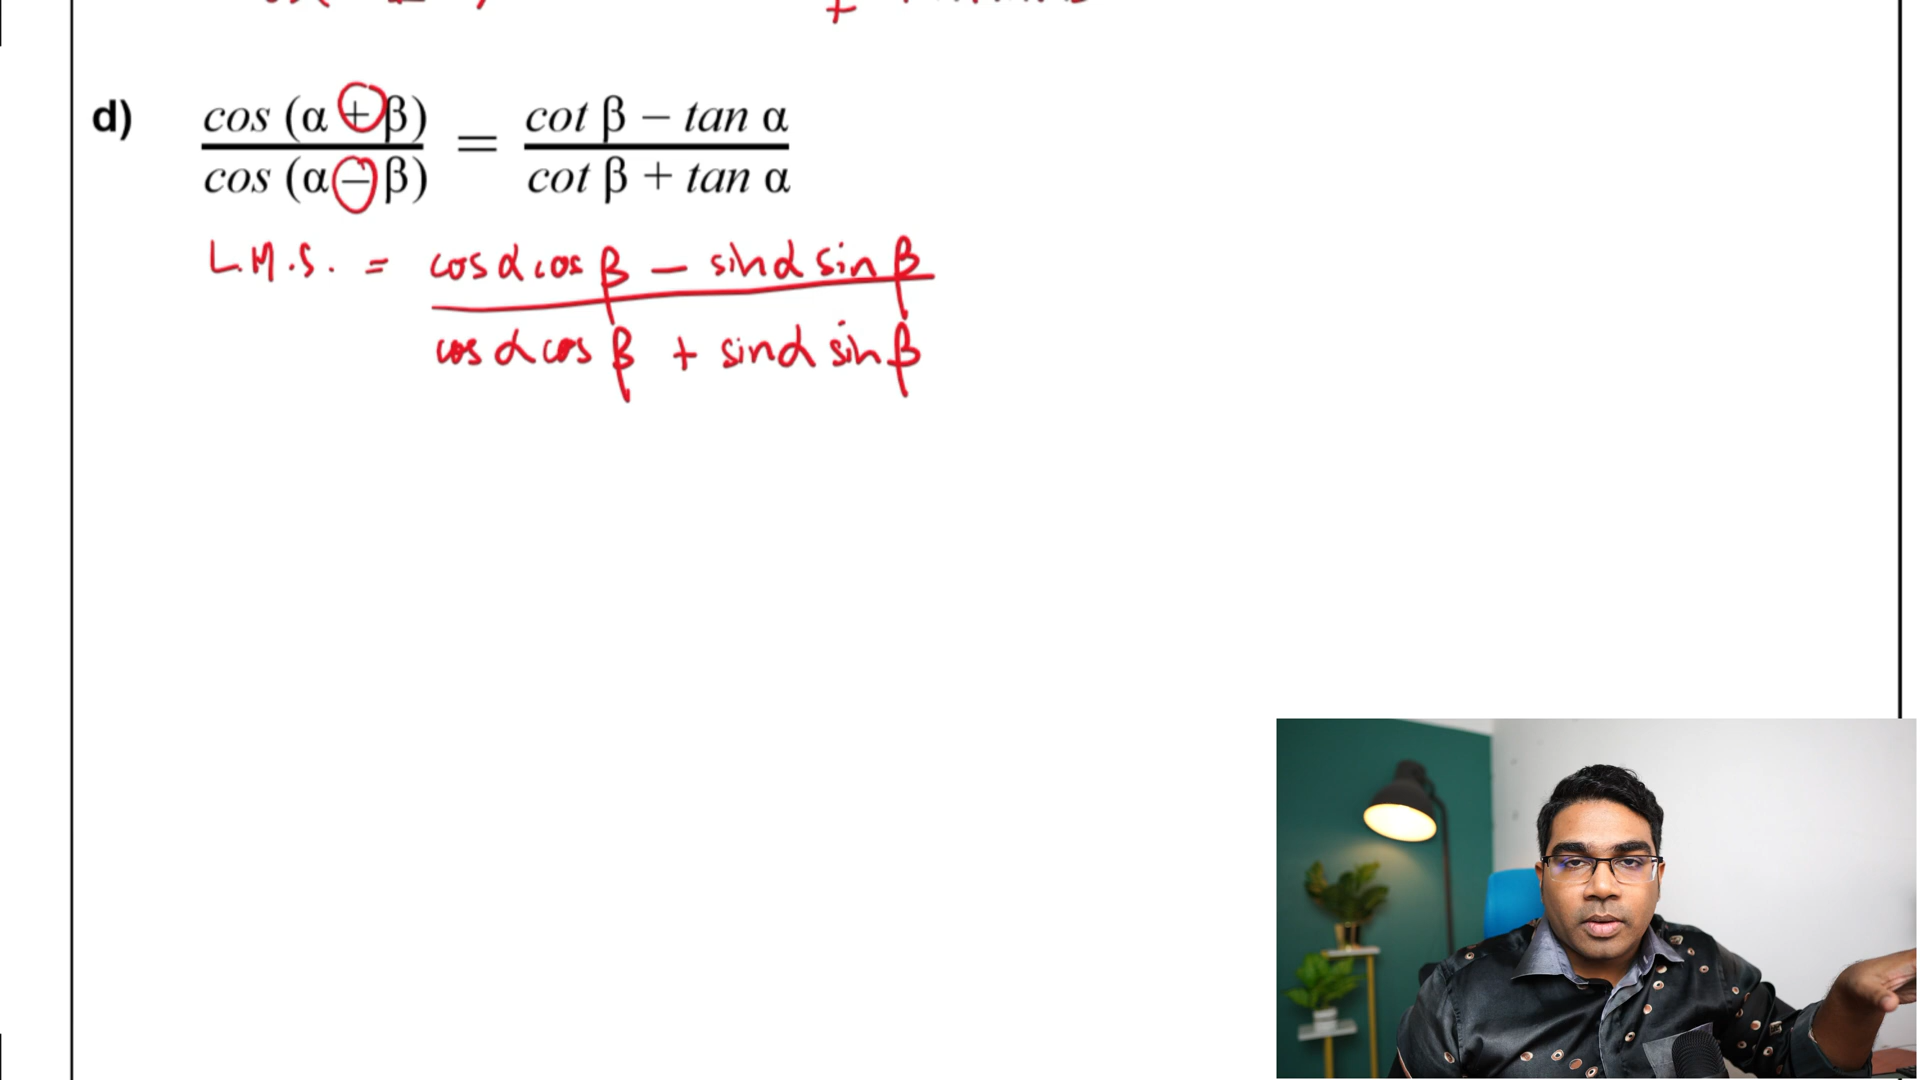 d) cos (α + β) / cos (α − β) = cot β − tan α / cot β + tan α
L.H.S. = cos α cos β − sin α sin β
cos α cos β + sin α sin β